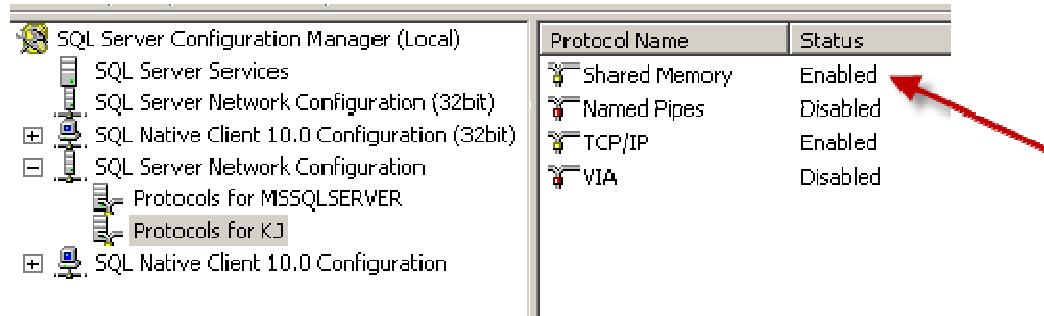 SQL Server Configuration Manager (Local)
SQL Server Services
SQL Server Network Configuration (32bit)
SQL Native Client 10.0 Configuration (32bit)
SQL Server Network Configuration
Protocols for MSSQLSERVER
Protocols for KJ
SQL Native Client 10.0 Configuration
Protocol Name Status
Shared Memory Enabled
Named Pipes Disabled
TCP/IP Enabled
VIA Disabled